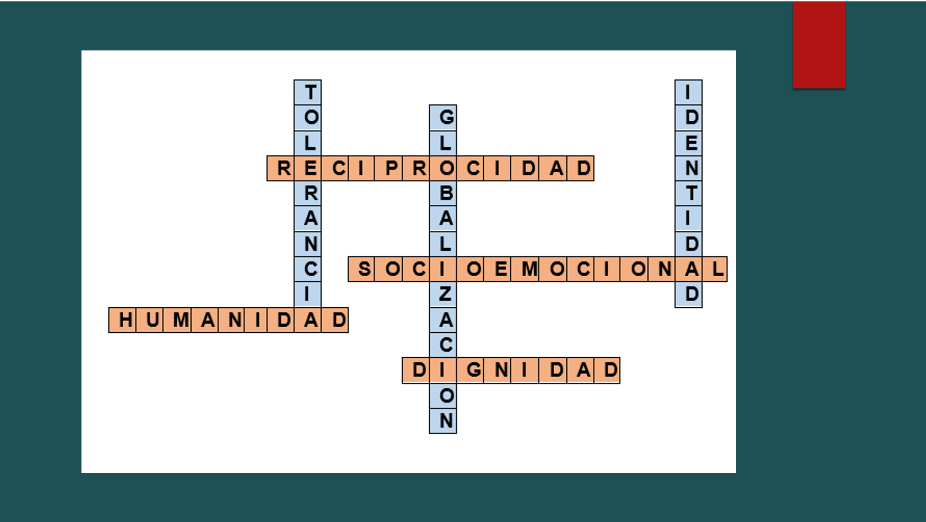 TOLERANCIA
GLOBALIZACION
IDENTIDAD
RECIPROCIDAD
SOCIOEMOCIONAL
HUMANIDAD
DIGNIDAD